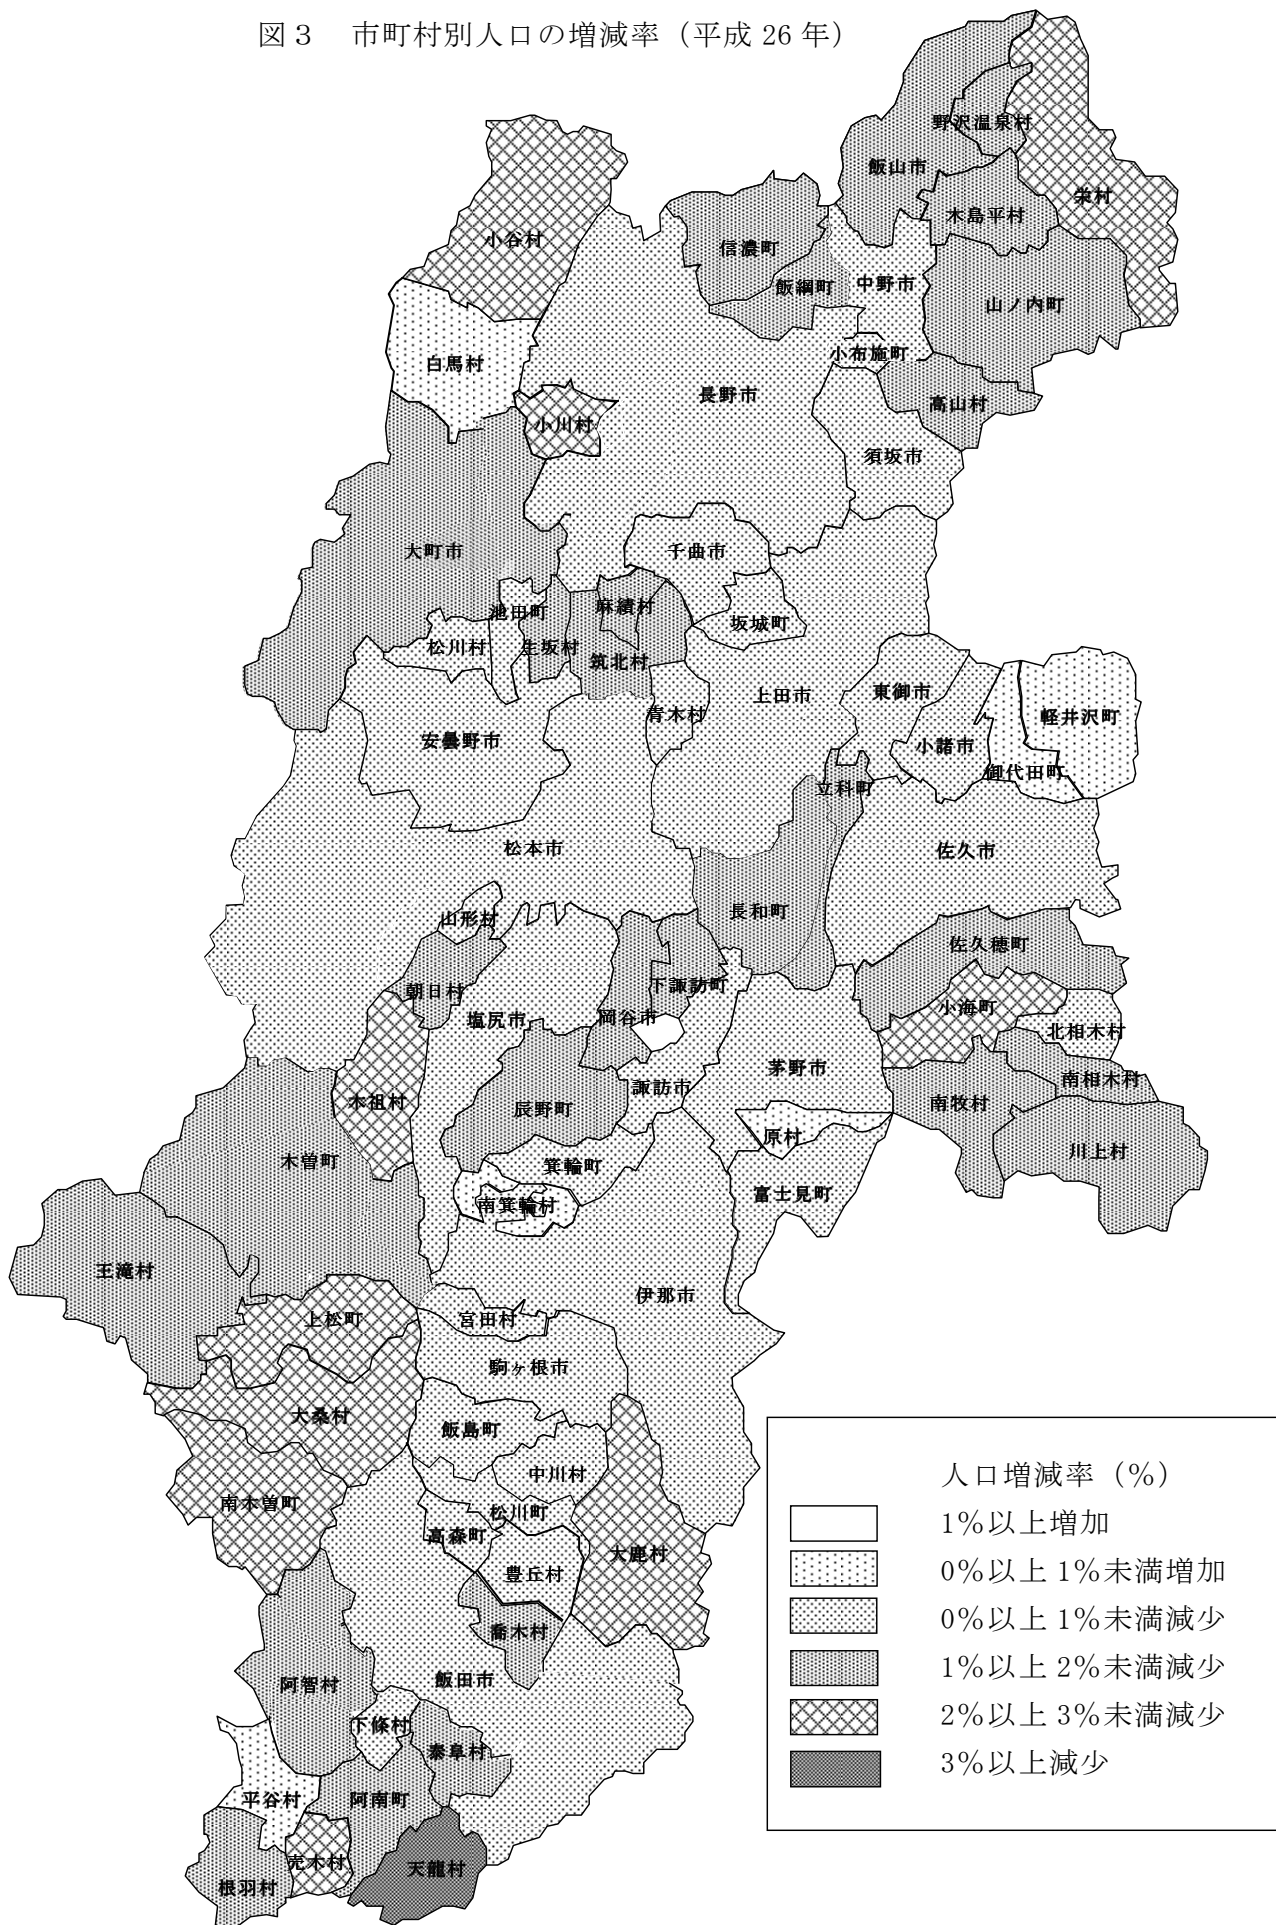 図３　市町村別人口の増減率（平成 26 年）
野沢温泉村
飯山市
栄村
木島平村
小谷村
信濃町
飯綱町
中野市
山ノ内町
小布施町
白馬村
長野市
高山村
小川村
須坂市
大町市
千曲市
池田町
麻績村
坂城町
松川村
生坂村
筑北村
東御市
上田市
青木村
軽井沢町
安曇野市
小諸市
御代田町
立科町
松本市
佐久市
山形村
長和町
佐久穂町
朝日村
下諏訪町
小海町
塩尻市
岡谷市
北相木村
茅野市
諏訪市
南相木村
木祖村
辰野町
南牧村
原村
川上村
木曽町
箕輪町
富士見町
南箕輪村
王滝村
伊那市
上松町
宮田村
駒ヶ根市
大桑村
飯島町
中川村
南木曽町
松川町
高森町
大鹿村
豊丘村
喬木村
阿智村
飯田市
下條村
泰阜村
平谷村
阿南町
売木村
天龍村
根羽村
人口増減率（%）
1%以上増加
0%以上 1%未満増加
0%以上 1%未満減少
1%以上 2%未満減少
2%以上 3%未満減少
3%以上減少